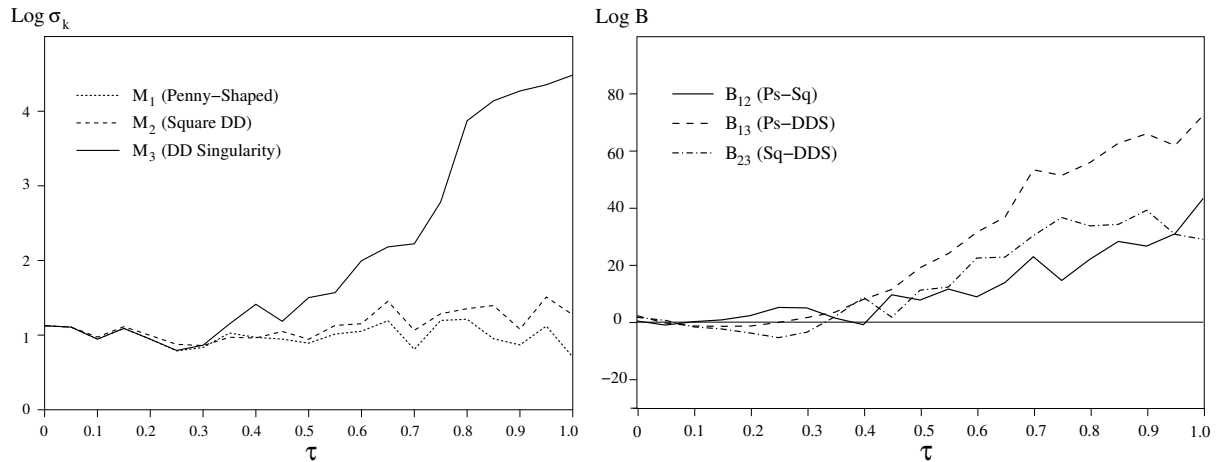 Log σk
4
3
2
1
0
0 0.1 0.2 0.3 0.4 0.5 0.6 0.7 0.8 0.9 1.0
τ
M1 (Penny−Shaped)
M2 (Square DD)
M3 (DD Singularity)
Log B
80
60
40
20
0
−20
0 0.1 0.2 0.3 0.4 0.5 0.6 0.7 0.8 0.9 1.0
τ
B12 (Ps−Sq)
B13 (Ps−DDS)
B23 (Sq−DDS)